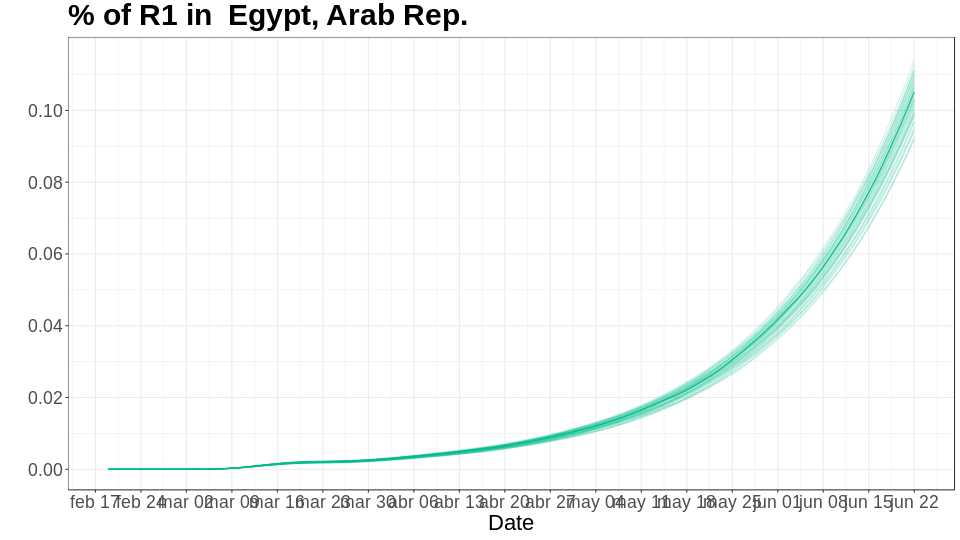 % of R1 in  Egypt, Arab Rep.
0.10
0.08
0.06
0.04
0.02
0.00
feb 17 feb 24 mar 02 mar 09 mar 16 mar 23 mar 30 abr 06 abr 13 abr 20 abr 27 may 04 may 11 may 18 may 25 jun 01 jun 08 jun 15 jun 22
Date